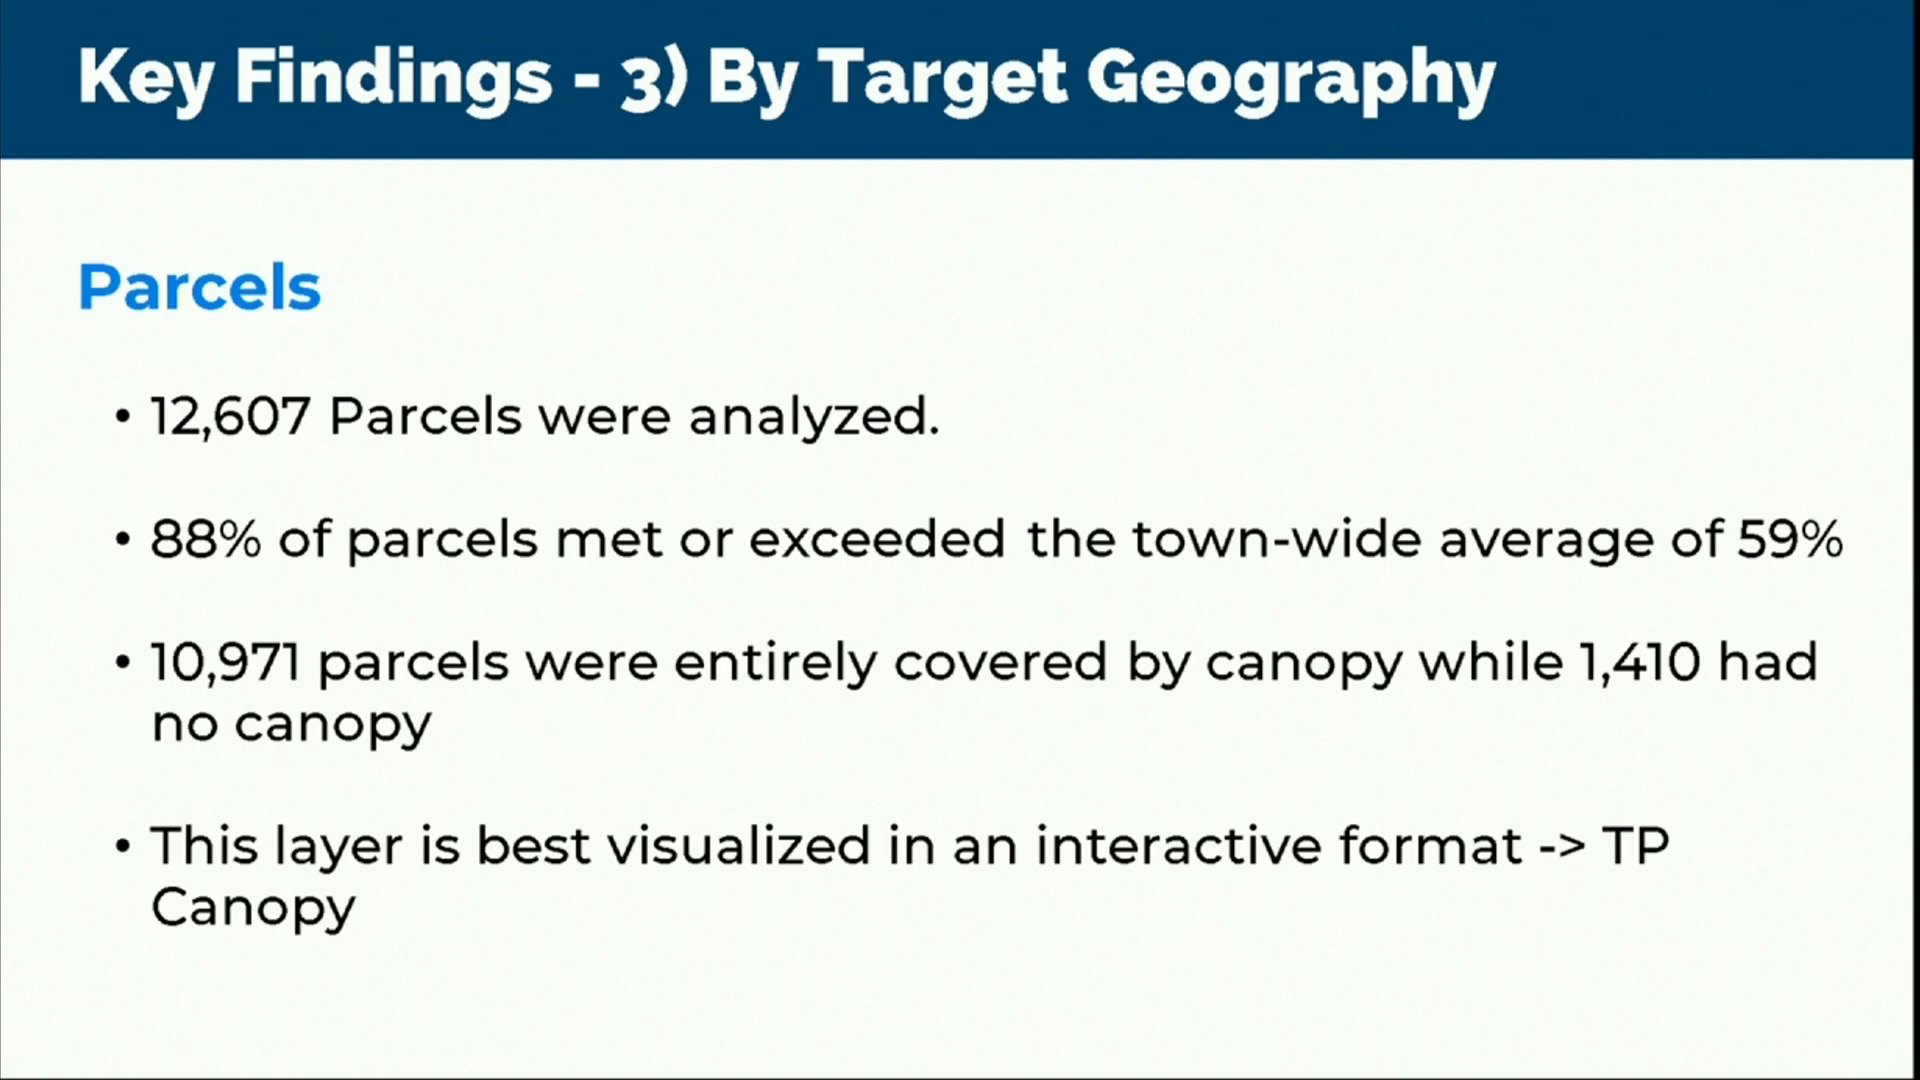 Key Findings - 3) By Target Geography
Parcels
• 12,607 Parcels were analyzed.
• 88% of parcels met or exceeded the town-wide average of 59%
• 10,971 parcels were entirely covered by canopy while 1,410 had
no canopy
• This layer is best visualized in an interactive format -> TP
Canopy